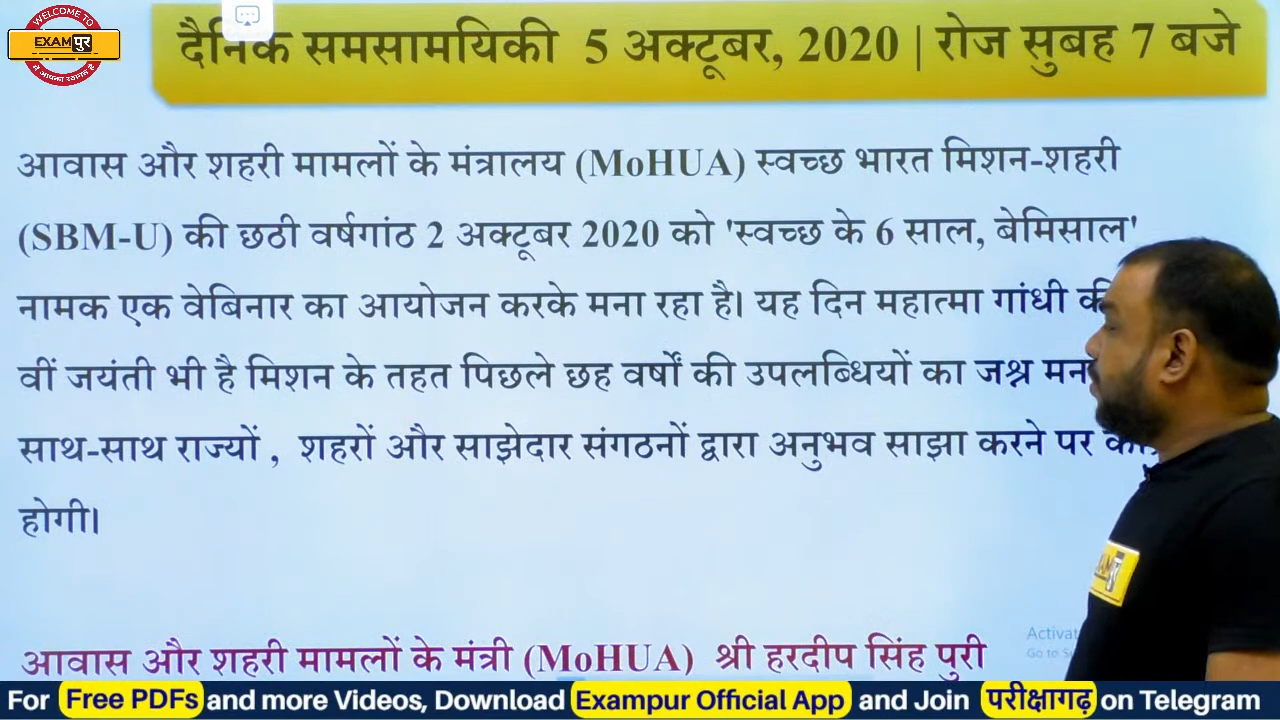 WELCOME TO
EXAMपुर
में आपका स्वागत है
दैनिक समसामयिकी 5 अक्टूबर, 2020 | रोज सुबह 7 बजे
आवास और शहरी मामलों के मंत्रालय (MoHUA) स्वच्छ भारत मिशन-शहरी
(SBM-U) की छठी वर्षगांठ 2 अक्टूबर 2020 को 'स्वच्छ के 6 साल, बेमिसाल'
नामक एक वेबिनार का आयोजन करके मना रहा है। यह दिन महात्मा गांधी की
वीं जयंती भी है मिशन के तहत पिछले छह वर्षों की उपलब्धियों का जश्न
साथ-साथ राज्यों , शहरों और साझेदार संगठनों द्वारा अनुभव साझा करने पर
होगी।
आवास और शहरी मामलों के मंत्री (MoHUA) श्री हरदीप सिंह पुरी
For Free PDFs and more Videos, Download Exampur Official App and Join परीक्षागढ़ on Telegram